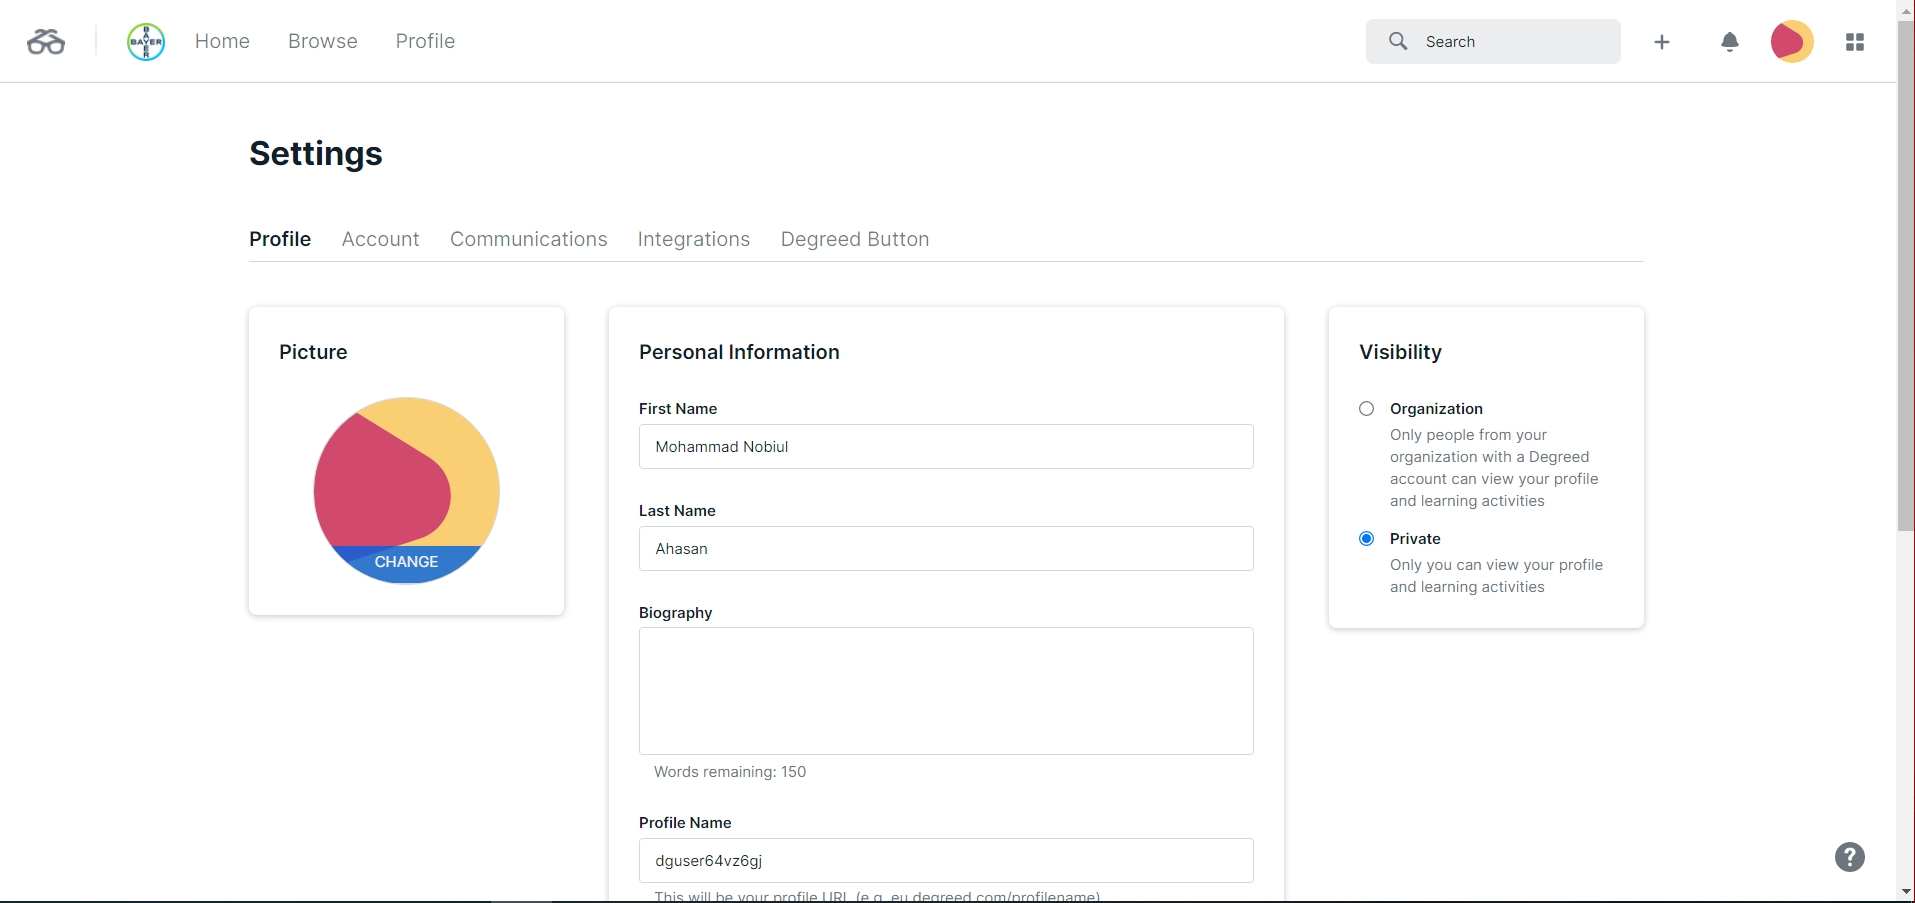 BAYER
BAYER
Home
Browse
Profile
Search
Settings
Profile
Account
Communications
Integrations
Degreed Button
Picture
CHANGE
Personal Information
First Name
Mohammad Nobiul
Last Name
Ahasan
Biography
Words remaining: 150
Profile Name
dguser64vz6gj
This will be your profile URL (e.g. eu.degreed.com/profilename)
Visibility
Organization
Only people from your
organization with a Degreed
account can view your profile
and learning activities
Private
Only you can view your profile
and learning activities
?